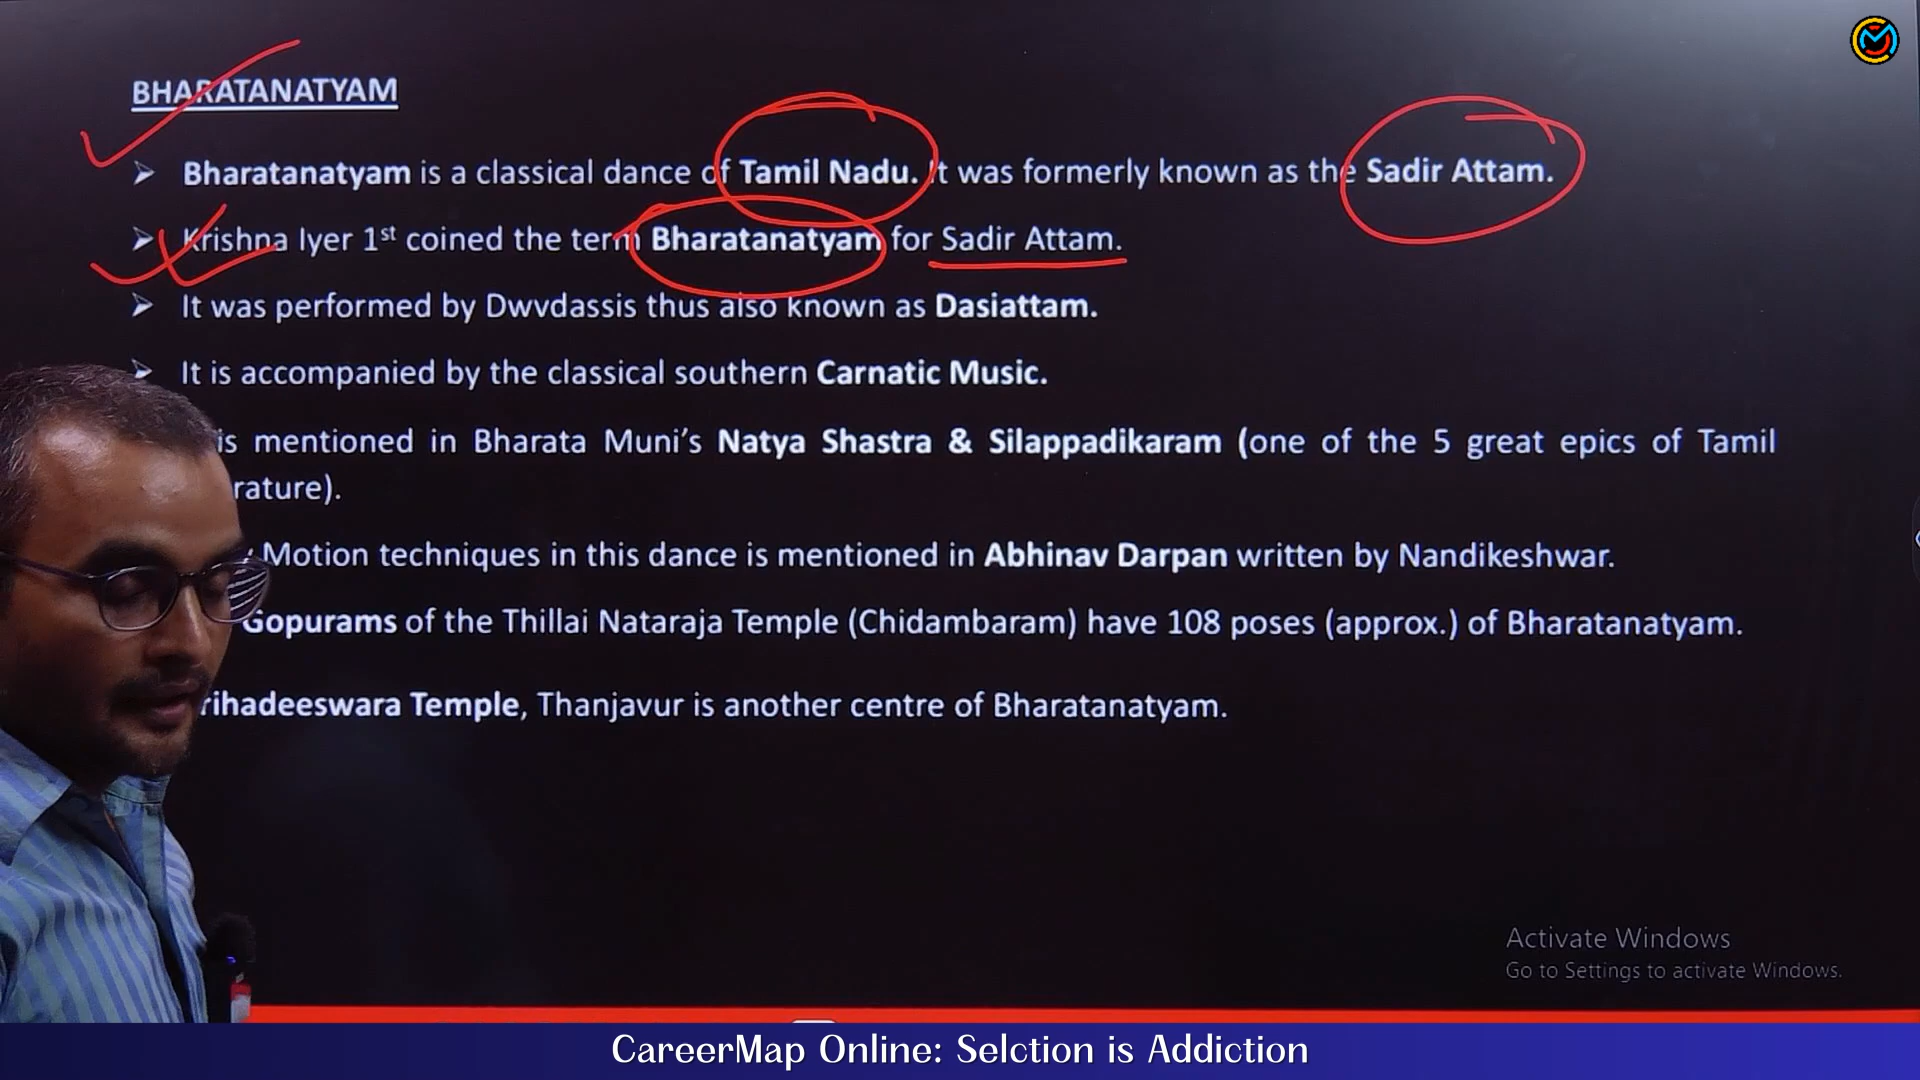 BHARATANATYAM
➢ Bharatanatyam is a classical dance of Tamil Nadu. It was formerly known as the Sadir Attam.
➢ Krishna Iyer 1st coined the term Bharatanatyam for Sadir Attam.
➢ It was performed by Dwvdassis thus also known as Dasiattam.
➢ It is accompanied by the classical southern Carnatic Music.
is mentioned in Bharata Muni’s Natya Shastra & Silappadikaram (one of the 5 great epics of Tamil
rature).
Motion techniques in this dance is mentioned in Abhinav Darpan written by Nandikeshwar.
Gopurams of the Thillai Nataraja Temple (Chidambaram) have 108 poses (approx.) of Bharatanatyam.
rihadeeswara Temple, Thanjavur is another centre of Bharatanatyam.
Activate Windows
Go to Settings to activate Windows.
CareerMap Online: Selction is Addiction